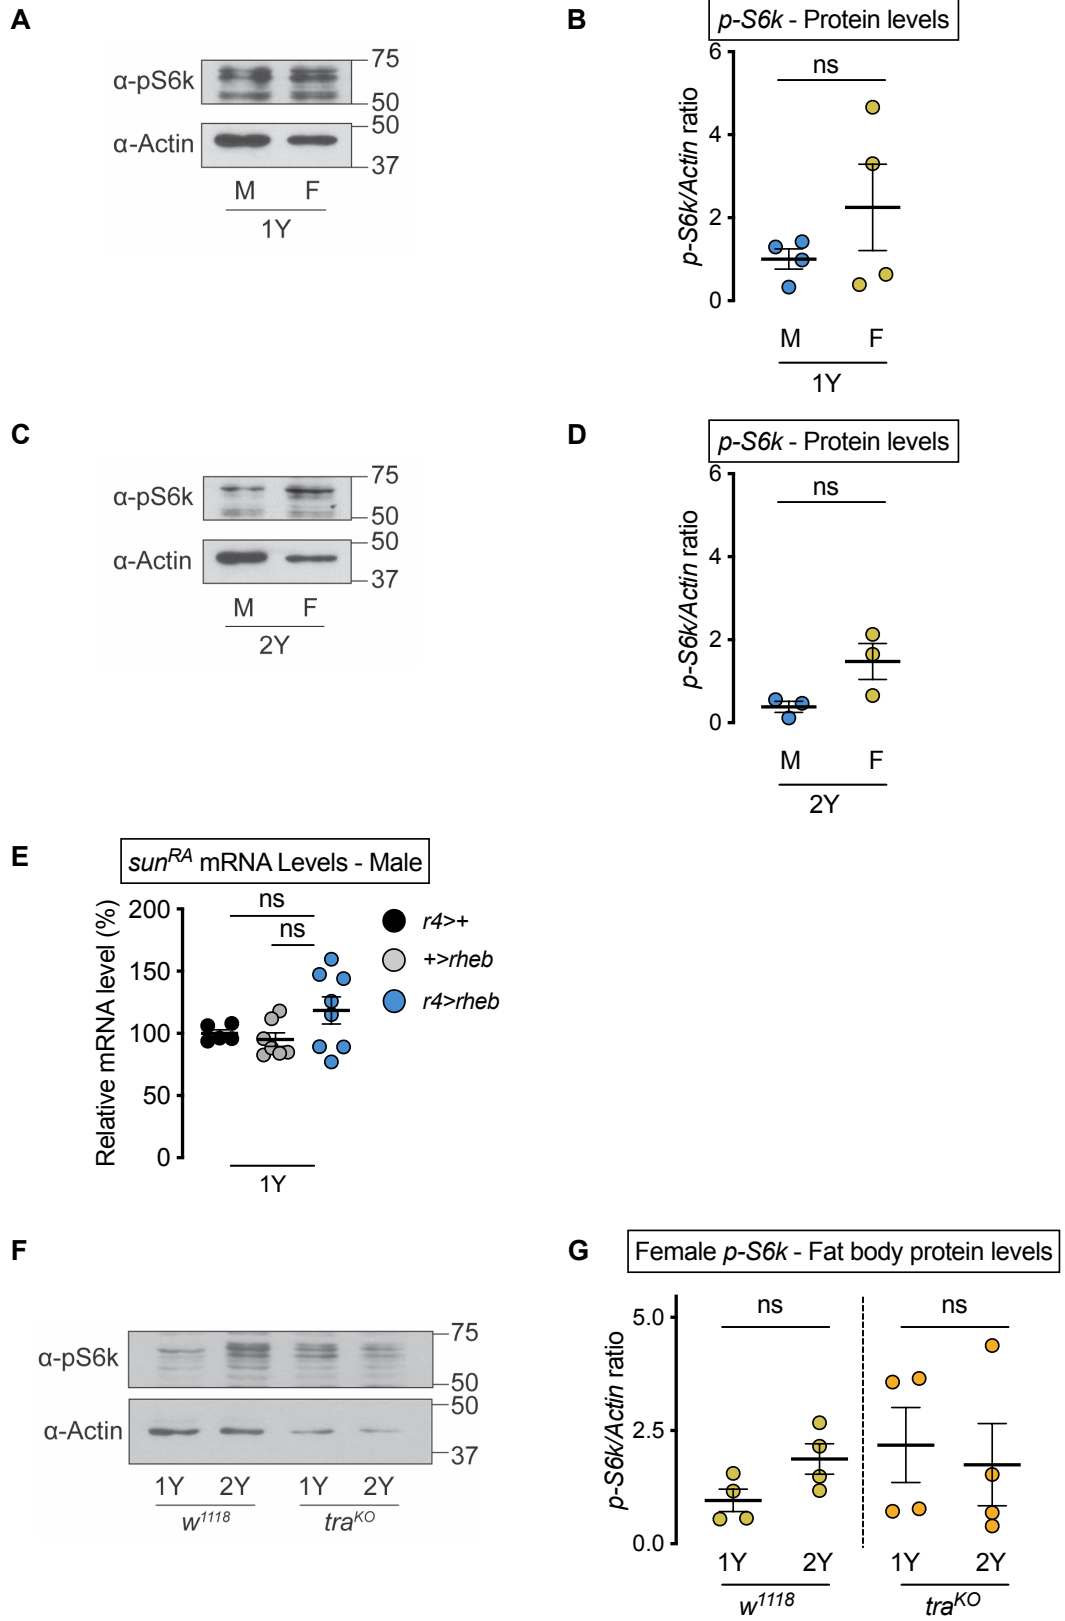 A
α-pS6k
75
50
α-Actin
50
37
M F
1Y
B
p-S6k - Protein levels
p-S6k/Actin ratio
6
4
2
0
ns
M F
1Y
C
α-pS6k
75
50
α-Actin
50
37
M F
2Y
D
p-S6k - Protein levels
p-S6k/Actin ratio
6
4
2
0
ns
M F
2Y
E
sunRA mRNA Levels - Male
Relative mRNA level (%)
200
150
100
50
0
ns
ns
r4>+
+>rheb
r4>rheb
1Y
F
α-pS6k
75
50
α-Actin
50
37
1Y 2Y 1Y 2Y
w1118 traKO
G
Female p-S6k - Fat body protein levels
p-S6k/Actin ratio
5.0
2.5
0.0
ns ns
1Y 2Y 1Y 2Y
w1118 traKO